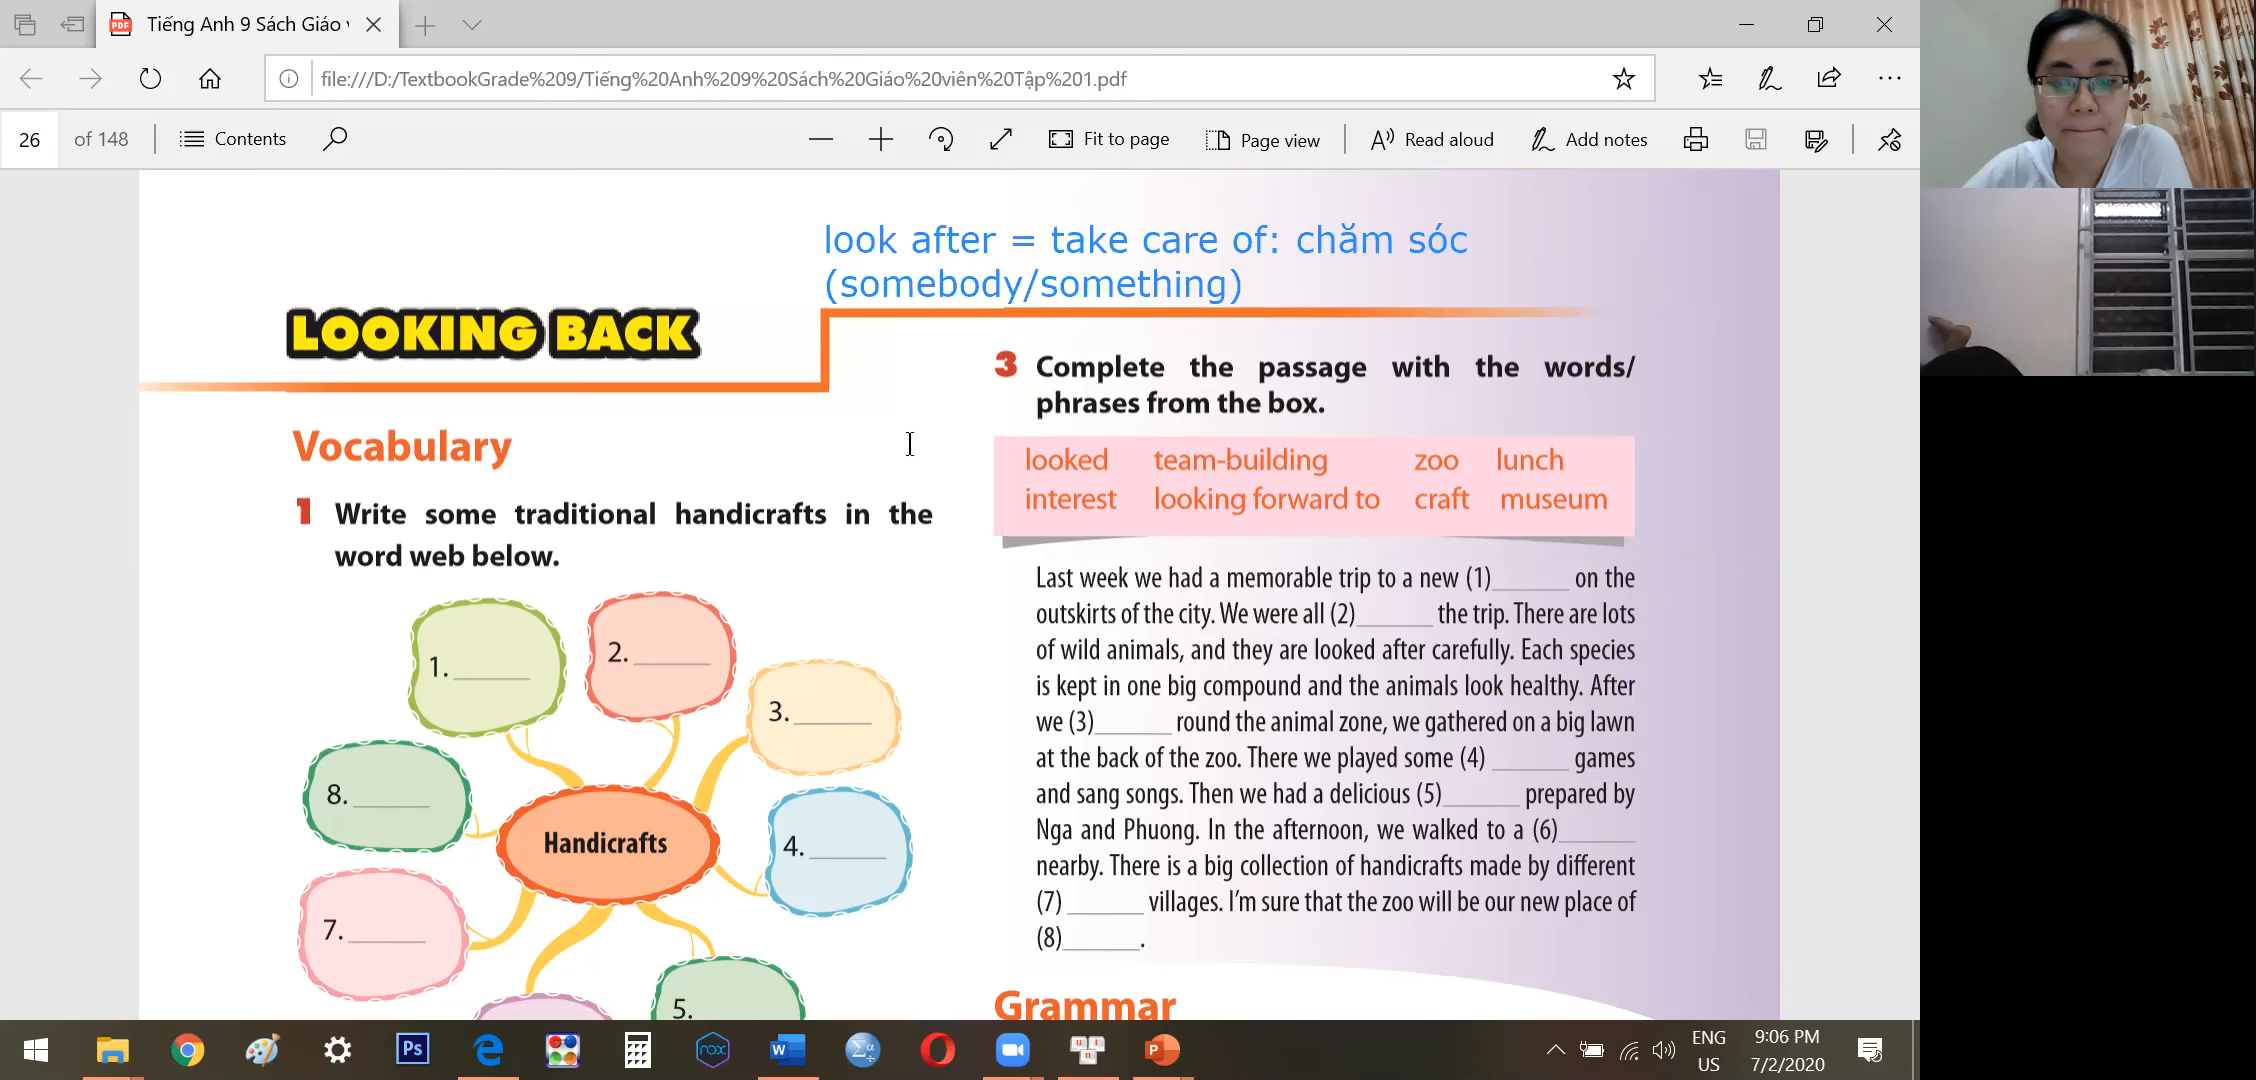 Tiếng Anh 9 Sách Giáo v
file:///D:/TextbookGrade%209/Tiếng%20Anh%209%20Sách%20Giáo%20viên%20Tập%201.pdf
26 of 148 Contents Fit to page Page view Read aloud Add notes
look after = take care of: chăm sóc
(somebody/something)
LOOKING BACK
Vocabulary
1 Write some traditional handicrafts in the
word web below.
1. ______
2. ______
3. ______
8. ______
Handicrafts
4. ______
7. ______
5.
3 Complete the passage with the words/
phrases from the box.
looked team-building zoo lunch
interest looking forward to craft museum
Last week we had a memorable trip to a new (1)______ on the
outskirts of the city. We were all (2)______ the trip. There are lots
of wild animals, and they are looked after carefully. Each species
is kept in one big compound and the animals look healthy. After
we (3)______ round the animal zone, we gathered on a big lawn
at the back of the zoo. There we played some (4) ______ games
and sang songs. Then we had a delicious (5)______ prepared by
Nga and Phuong. In the afternoon, we walked to a (6)______
nearby. There is a big collection of handicrafts made by different
(7) ______ villages. I'm sure that the zoo will be our new place of
(8)______.
Grammar
Ps
nox
W
Σα÷
U I n
P
ENG
US
9:06 PM
7/2/2020